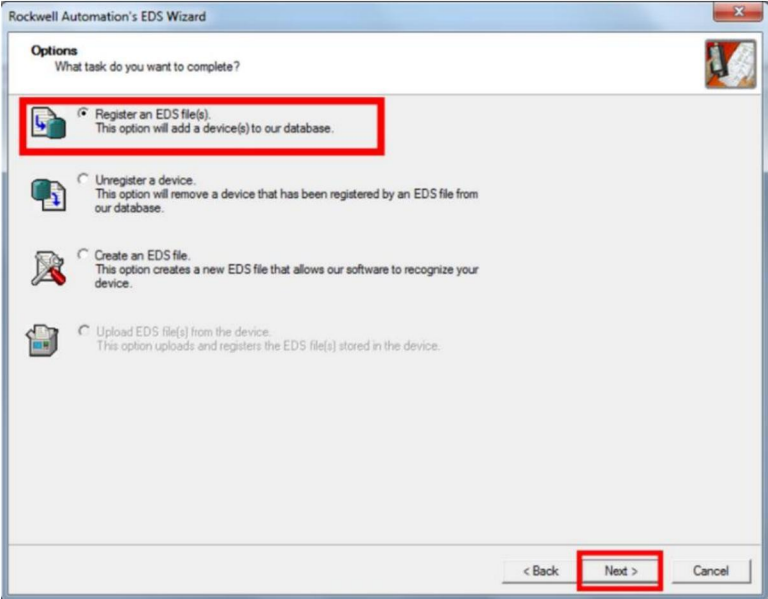 Rockwell Automation's EDS Wizard
Options
What task do you want to complete?
Register an EDS file(s).
This option will add a device(s) to our database.
Unregister a device.
This option will remove a device that has been registered by an EDS file from
our database.
Create an EDS file.
This option creates a new EDS file that allows our software to recognize your
device.
Upload EDS file(s) from the device.
This option uploads and registers the EDS file(s) stored in the device.
< Back
Next >
Cancel